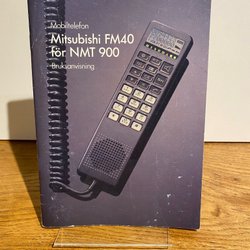 Mobiltelefon
Mitsubishi FM40
för NMT 900
Bruksanvisning